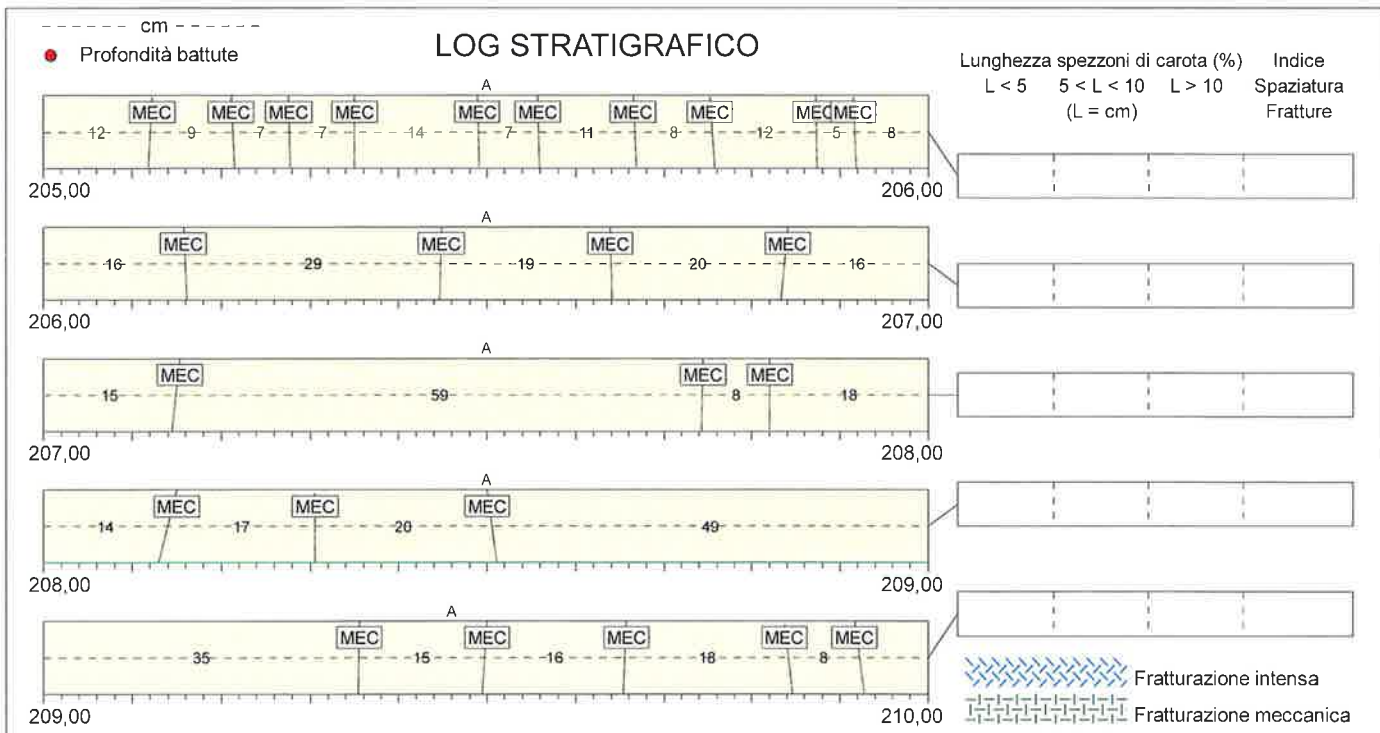 cm
Profondità battute
LOG STRATIGRAFICO
Lunghezza spezzoni di carota (%)
Indice
L < 5 5 < L < 10 L > 10
Spaziatura
(L = cm)
Fratture
A
MEC MEC MEC MEC MEC MEC MEC MEC MEC MEC
12 9 7 7 14 7 11 8 12 5 8
205,00 206,00
A
MEC MEC MEC MEC
16 29 19 20 16
206,00 207,00
A
MEC MEC MEC
15 59 8 18
207,00 208,00
A
MEC MEC MEC
14 17 20 49
208,00 209,00
A
MEC MEC MEC MEC MEC
35 15 16 18 8
209,00 210,00
Fratturazione intensa
Fratturazione meccanica